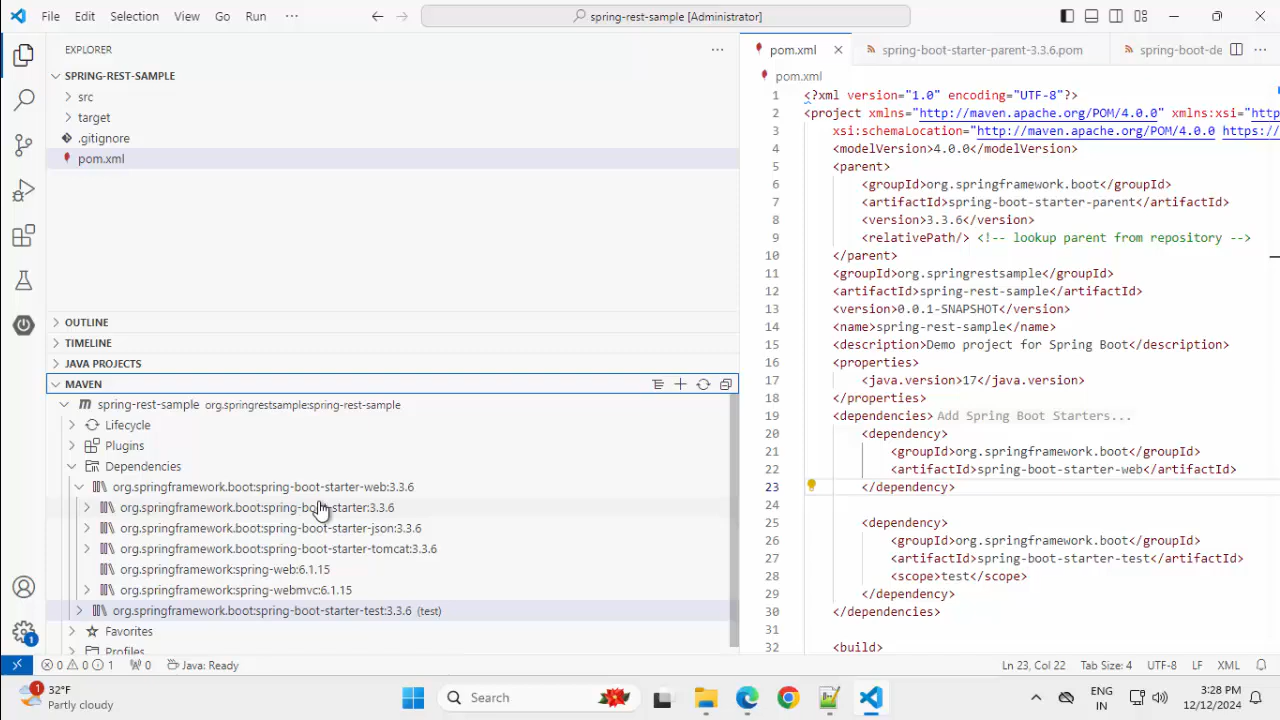 File Edit Selection View Go Run ···
spring-rest-sample [Administrator]
EXPLORER
SPRING-REST-SAMPLE
src
target
.gitignore
pom.xml
OUTLINE
TIMELINE
JAVA PROJECTS
MAVEN
spring-rest-sample org.springrestsample:spring-rest-sample
Lifecycle
Plugins
Dependencies
org.springframework.boot:spring-boot-starter-web:3.3.6
org.springframework.boot:spring-boot-starter:3.3.6
org.springframework.boot:spring-boot-starter-json:3.3.6
org.springframework.boot:spring-boot-starter-tomcat:3.3.6
org.springframework:spring-web:6.1.15
org.springframework:spring-webmvc:6.1.15
org.springframework.boot:spring-boot-starter-test:3.3.6 (test)
Favorites
Profiles
pom.xml spring-boot-starter-parent-3.3.6.pom spring-boot-de
pom.xml
1 <?xml version="1.0" encoding="UTF-8"?>
2 <project xmlns="http://maven.apache.org/POM/4.0.0" xmlns:xsi="http
3 xsi:schemaLocation="http://maven.apache.org/POM/4.0.0 https:/
4 <modelVersion>4.0.0</modelVersion>
5 <parent>
6 <groupId>org.springframework.boot</groupId>
7 <artifactId>spring-boot-starter-parent</artifactId>
8 <version>3.3.6</version>
9 <relativePath/> <!-- lookup parent from repository -->
10 </parent>
11 <groupId>org.springrestsample</groupId>
12 <artifactId>spring-rest-sample</artifactId>
13 <version>0.0.1-SNAPSHOT</version>
14 <name>spring-rest-sample</name>
15 <description>Demo project for Spring Boot</description>
16 <properties>
17 <java.version>17</java.version>
18 </properties>
19 <dependencies> Add Spring Boot Starters...
20 <dependency>
21 <groupId>org.springframework.boot</groupId>
22 <artifactId>spring-boot-starter-web</artifactId>
23 </dependency>
24
25 <dependency>
26 <groupId>org.springframework.boot</groupId>
27 <artifactId>spring-boot-starter-test</artifactId>
28 <scope>test</scope>
29 </dependency>
30 </dependencies>
31
32 <build>
1 0 0 1 0 Java: Ready Ln 23, Col 22 Tab Size: 4 UTF-8 LF XML
1 32°F
Partly cloudy
Search
ENG
IN
3:28 PM
12/12/2024